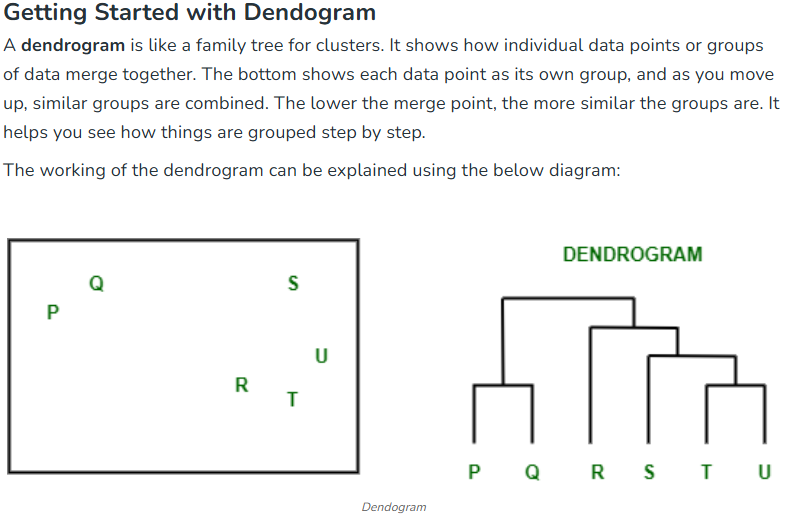 Getting Started with Dendogram
A dendrogram is like a family tree for clusters. It shows how individual data points or groups
of data merge together. The bottom shows each data point as its own group, and as you move
up, similar groups are combined. The lower the merge point, the more similar the groups are. It
helps you see how things are grouped step by step.
The working of the dendrogram can be explained using the below diagram:
Q
P
S
U
R
T
DENDROGRAM
P Q R S T U
Dendogram